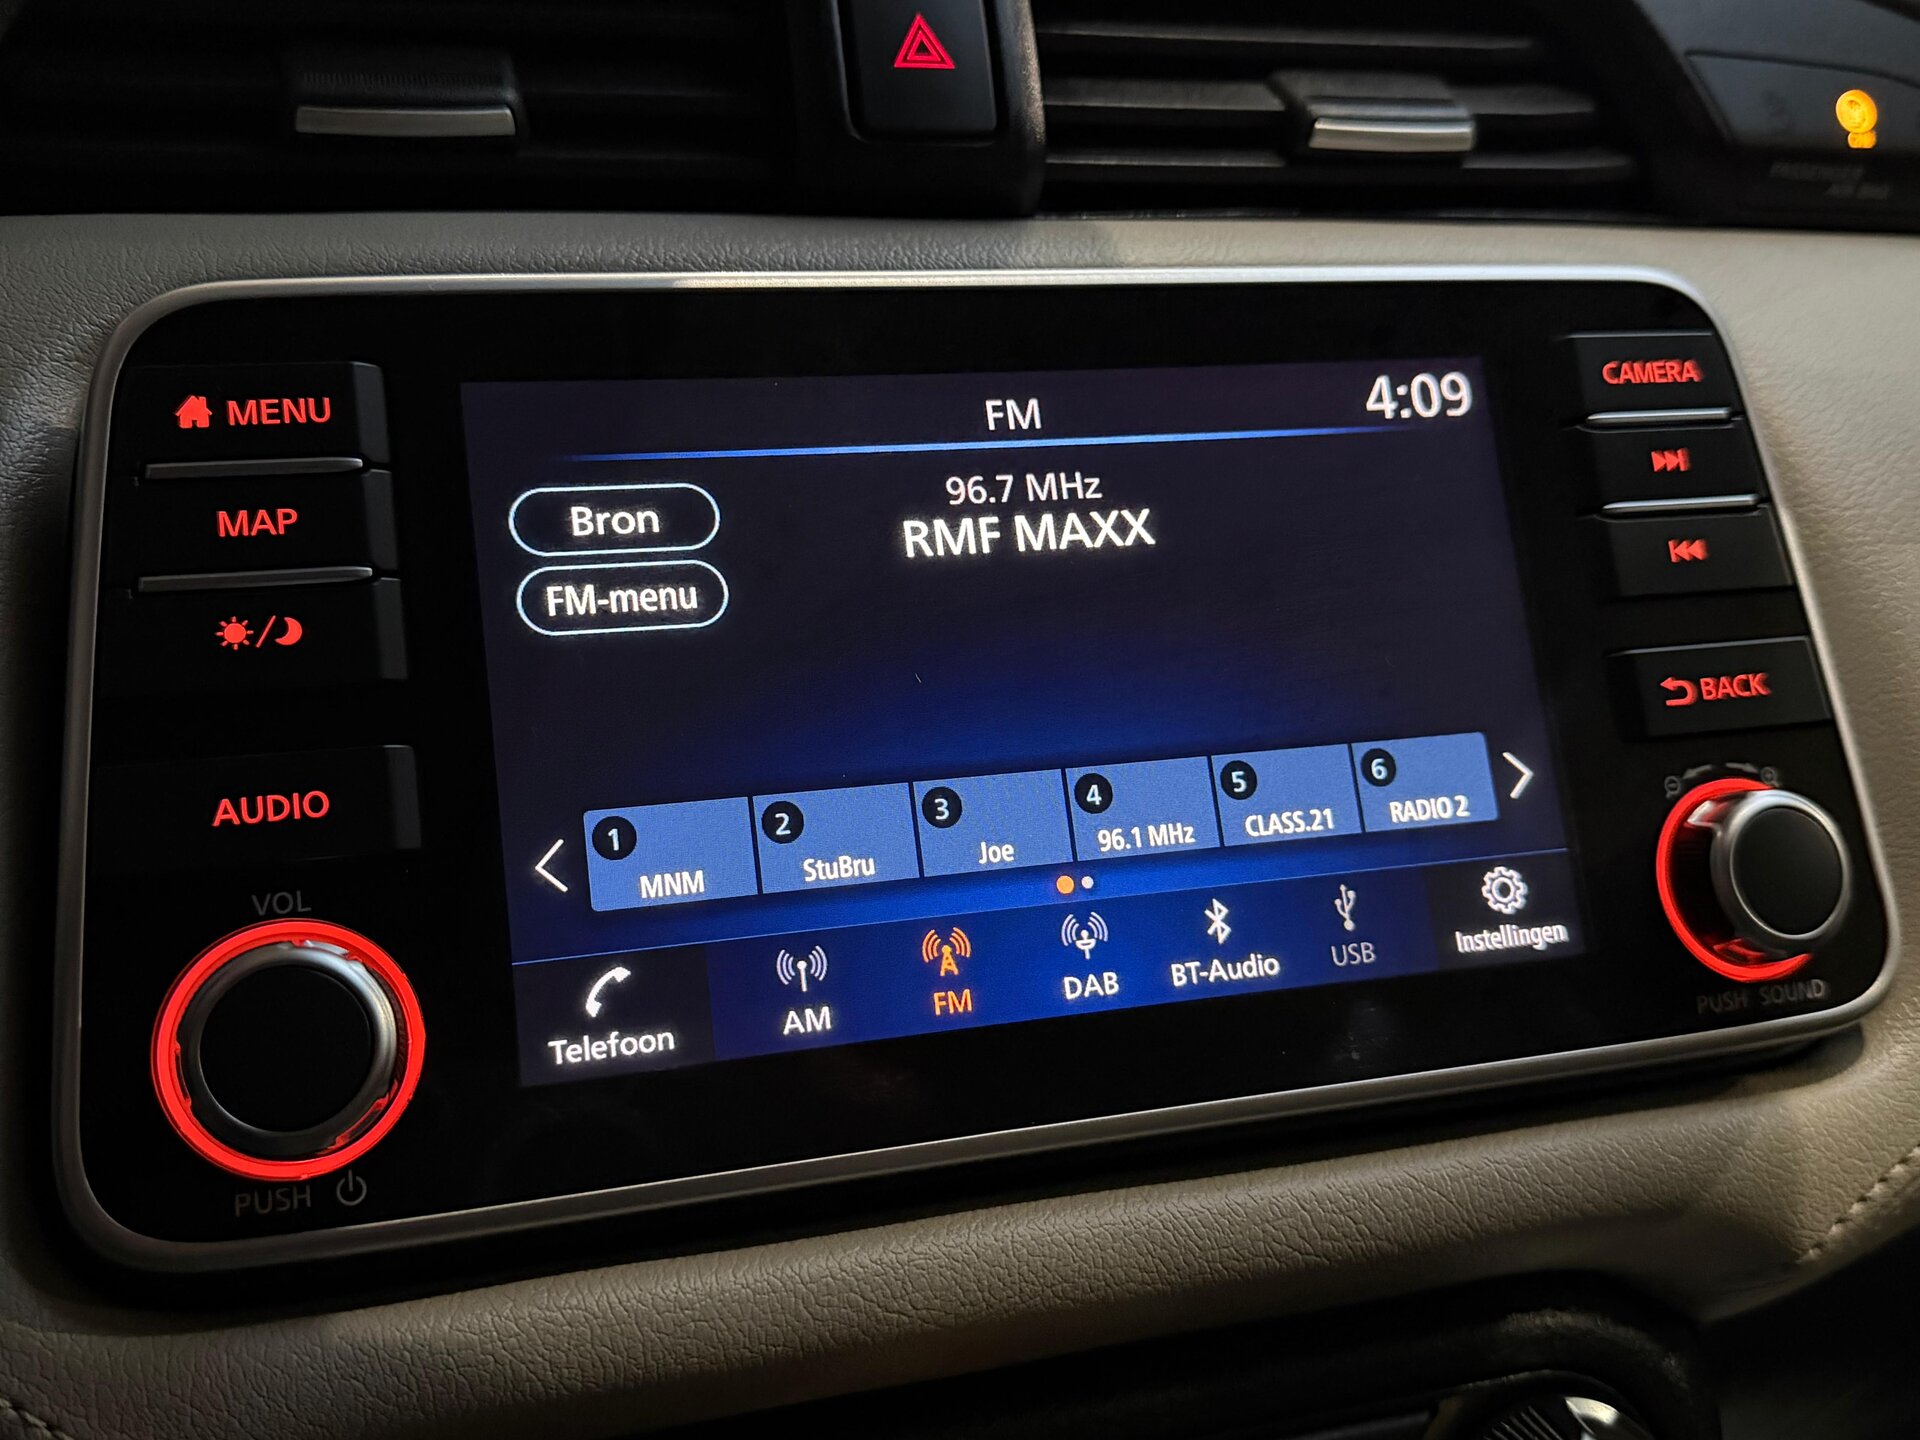 MENU
MAP
AUDIO
VOL
PUSH
FM
4:09
96.7 MHz
RMF MAXX
Bron
FM-menu
1
MNM
2
StuBru
3
Joe
4
96.1 MHz
5
CLASS.21
6
RADIO 2
Telefoon
AM
FM
DAB
BT-Audio
USB
Instellingen
CAMERA
BACK
PUSH SOUND